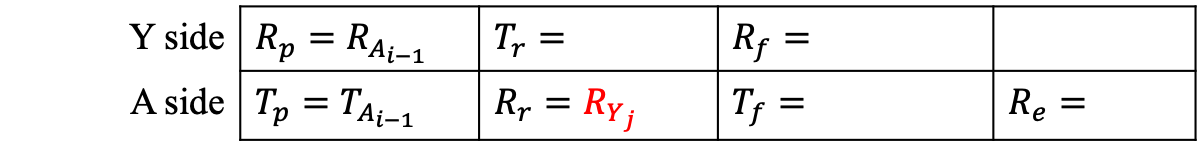 Y side R_p = R_{A_{i−1}} T_r = R_f =
A side T_p = T_{A_{i−1}} R_r = R_{Y_j} T_f = R_e =